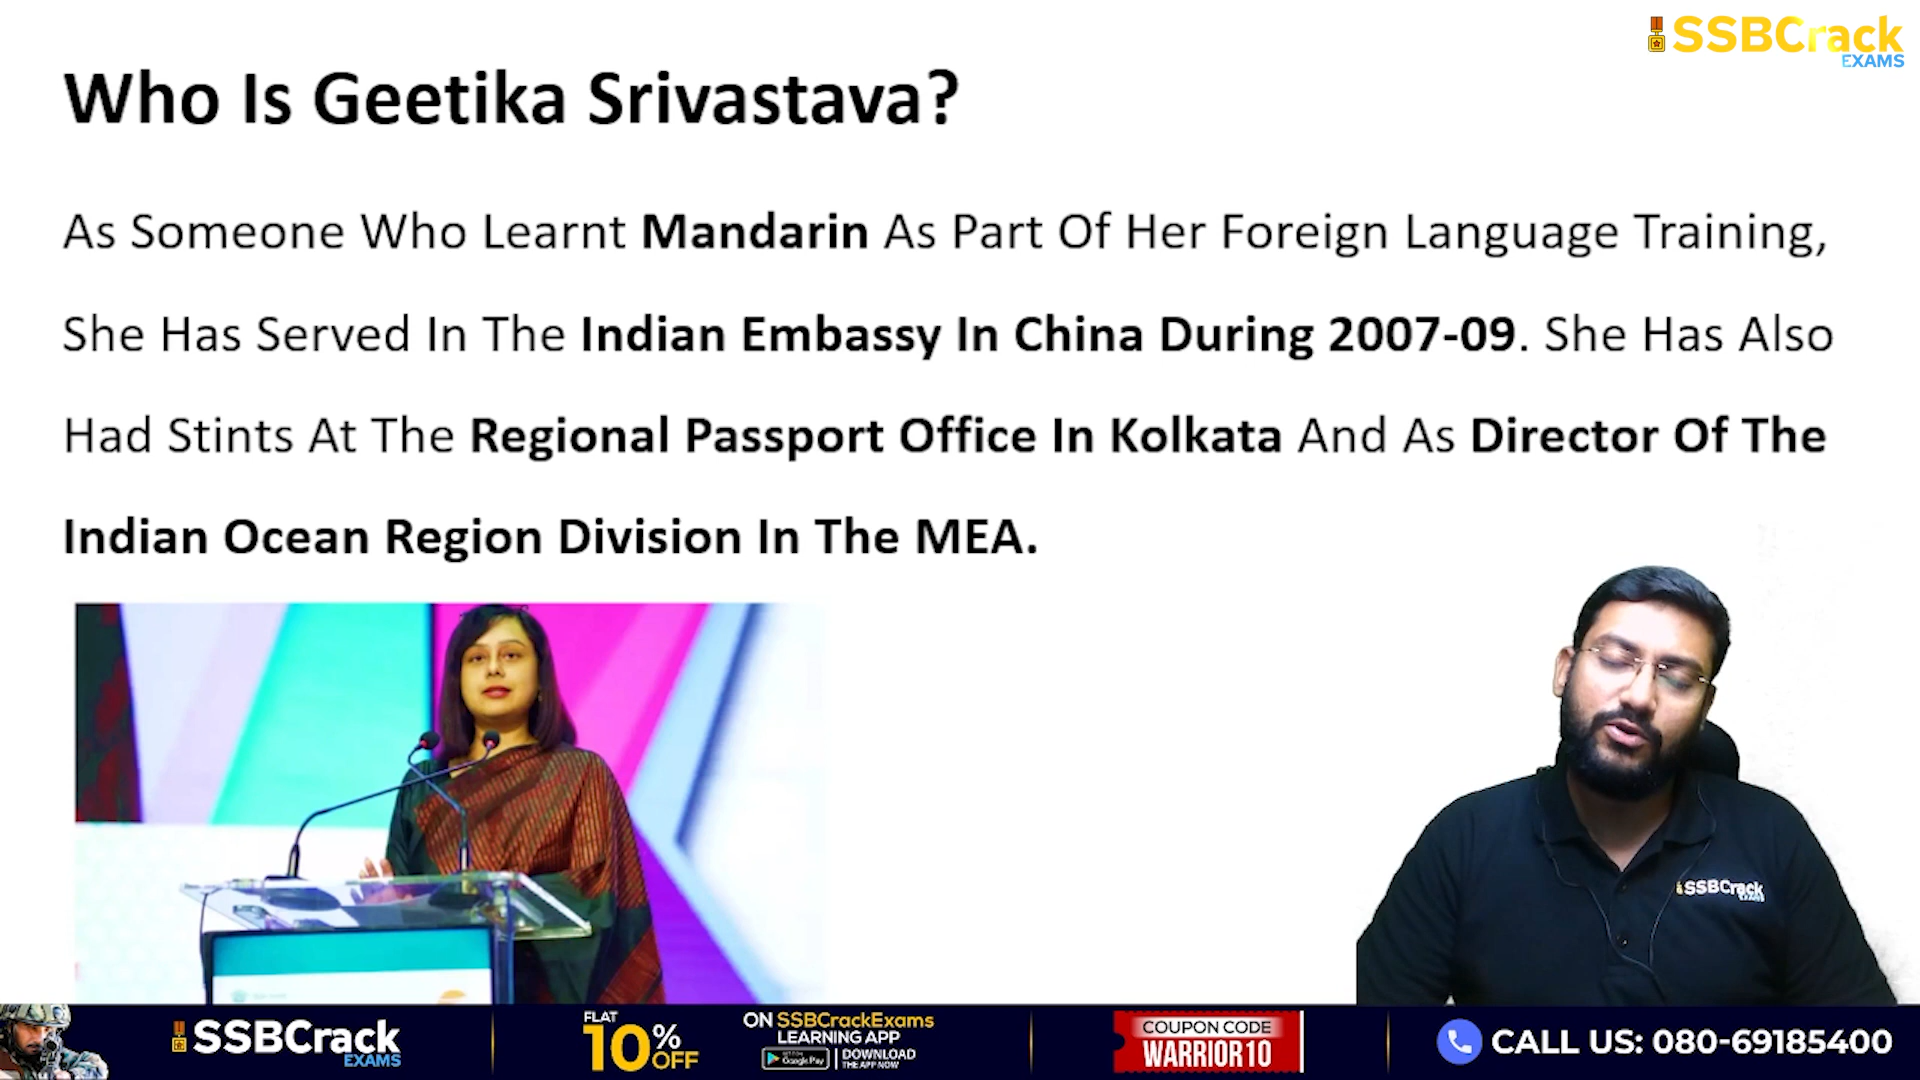 SSBCrack
EXAMS
Who Is Geetika Srivastava?
As Someone Who Learnt Mandarin As Part Of Her Foreign Language Training,
She Has Served In The Indian Embassy In China During 2007-09. She Has Also
Had Stints At The Regional Passport Office In Kolkata And As Director Of The
Indian Ocean Region Division In The MEA.
SSBCrack
EXAMS
SSBCrack
EXAMS
FLAT
10% OFF
ON SSBCrackExams
LEARNING APP
Google Play
DOWNLOAD
THE APP NOW
COUPON CODE
WARRIOR10
CALL US: 080-69185400